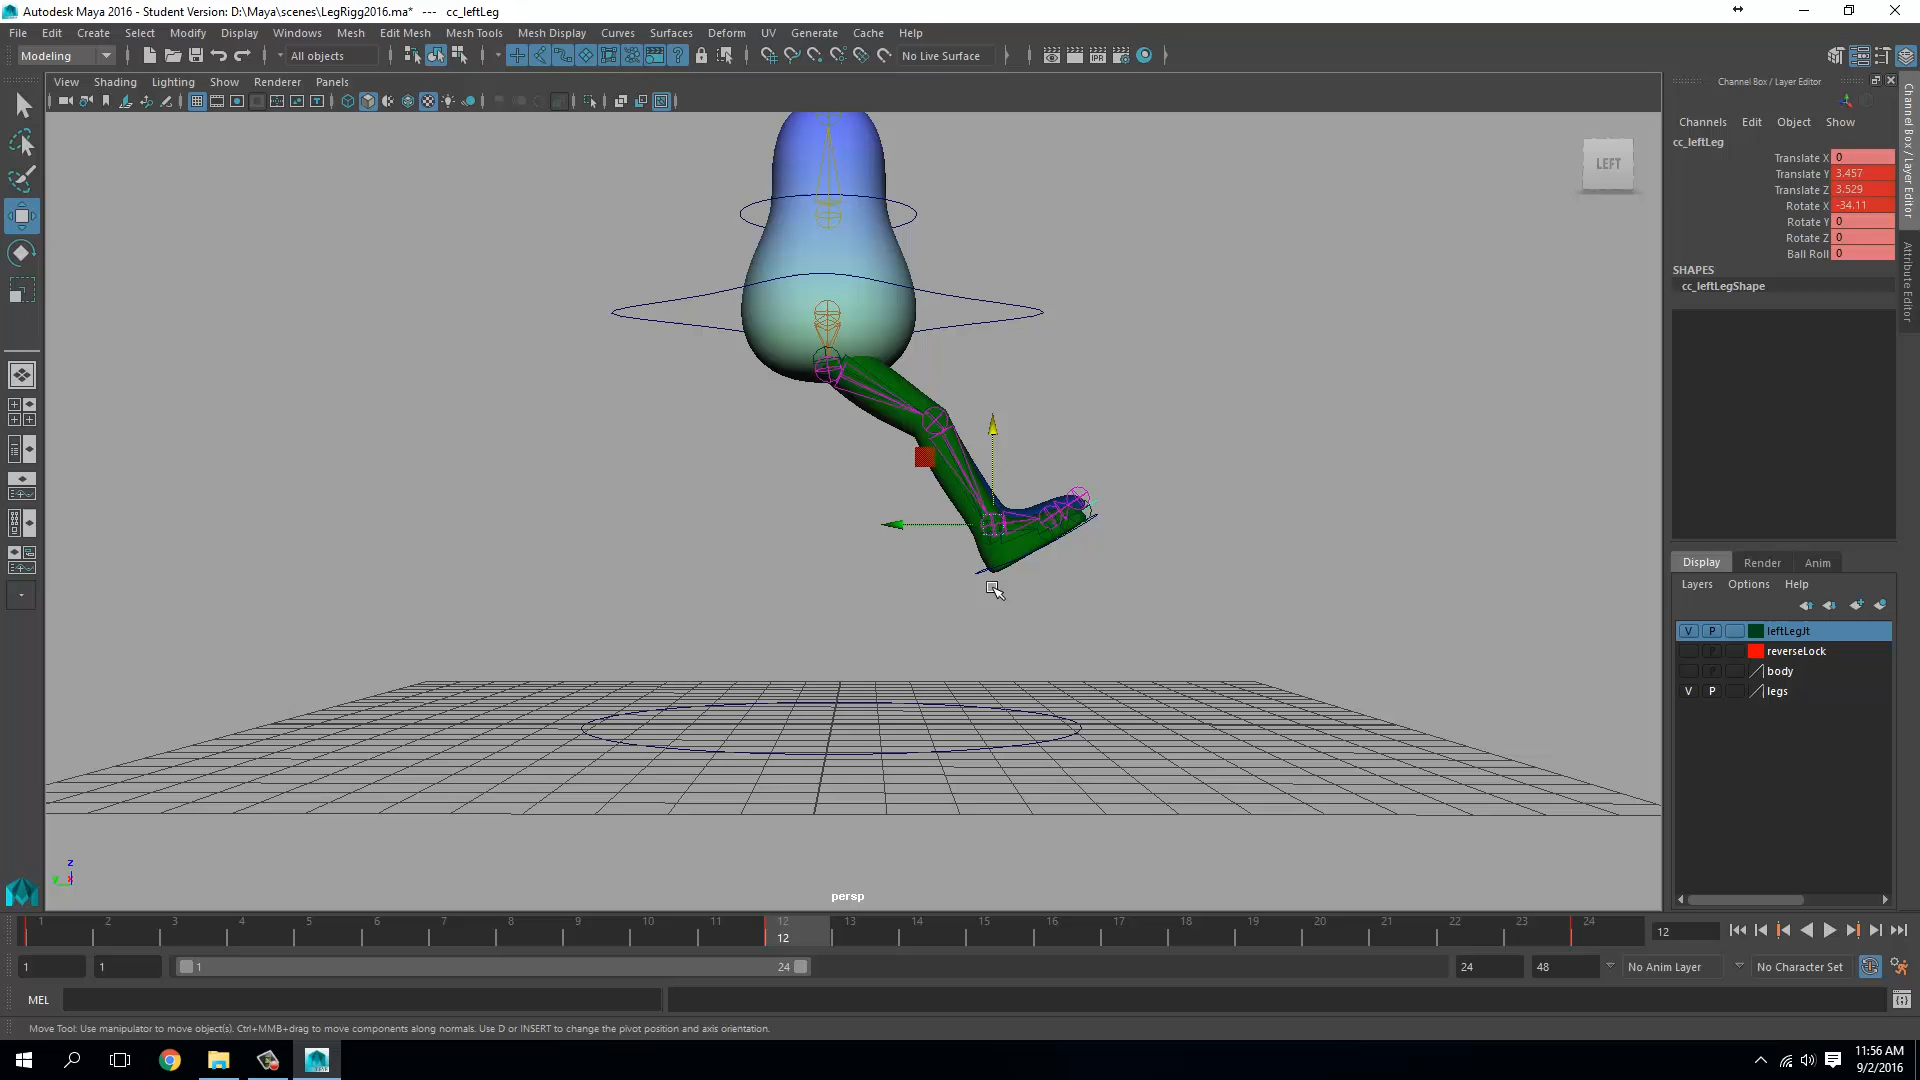 Autodesk Maya 2016 - Student Version: D:\Maya\scenes\LegRigg2016.ma* --- cc_leftLeg
File Edit Create Select Modify Display Windows Mesh Edit Mesh Mesh Tools Mesh Display Curves Surfaces Deform UV Generate Cache Help
Modeling All objects No Live Surface
View Shading Lighting Show Renderer Panels
Channel Box / Layer Editor
Channels Edit Object Show
cc_leftLeg
Translate X 0
Translate Y 3.457
Translate Z 3.529
Rotate X -34.11
Rotate Y 0
Rotate Z 0
Ball Roll 0
SHAPES
cc_leftLegShape
Channel Box / Layer Editor
Attribute Editor
LEFT
Display Render Anim
Layers Options Help
V P leftLegJt
P reverseLock
P body
V P legs
z
y x
persp
1 2 3 4 5 6 7 8 9 10 11 12 13 14 15 16 17 18 19 20 21 22 23 24
12 12
1 1 1 24 24 48 No Anim Layer No Character Set
MEL
Move Tool: Use manipulator to move object(s). Ctrl+MMB+drag to move components along normals. Use D or INSERT to change the pivot position and axis orientation.
11:56 AM
9/2/2016